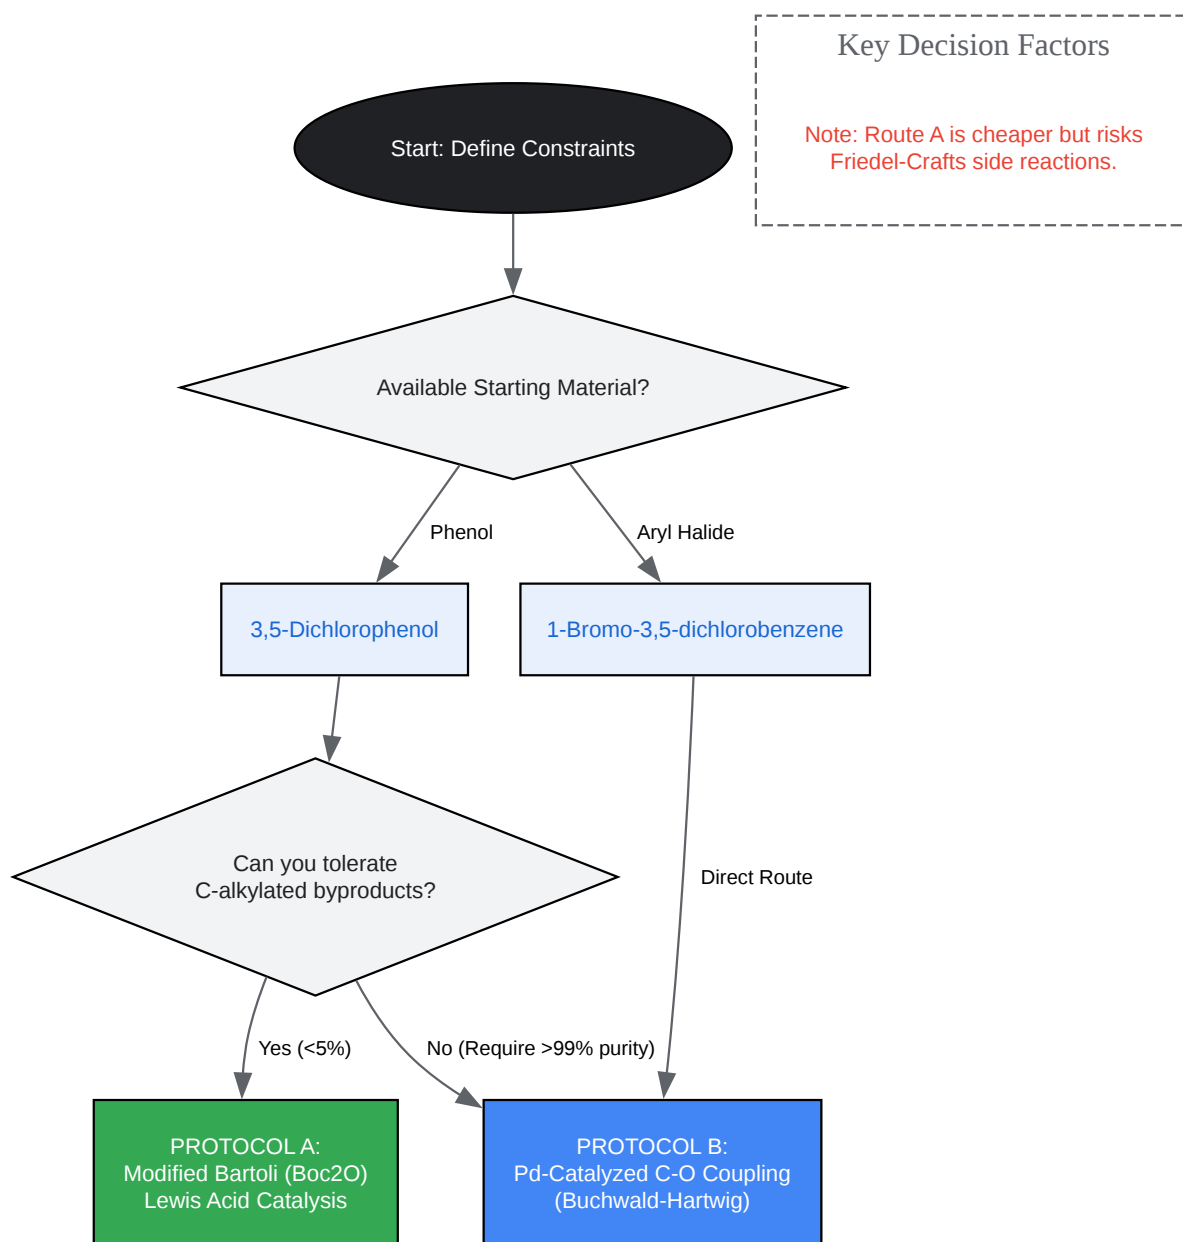 Key Decision Factors
Note: Route A is cheaper but risks
Friedel-Crafts side reactions.
Start: Define Constraints
Available Starting Material?
Phenol
Aryl Halide
3,5-Dichlorophenol
1-Bromo-3,5-dichlorobenzene
Can you tolerate
C-alkylated byproducts?
Direct Route
Yes (<5%)
No (Require >99% purity)
PROTOCOL A:
Modified Bartoli (Boc2O)
Lewis Acid Catalysis
PROTOCOL B:
Pd-Catalyzed C-O Coupling
(Buchwald-Hartwig)